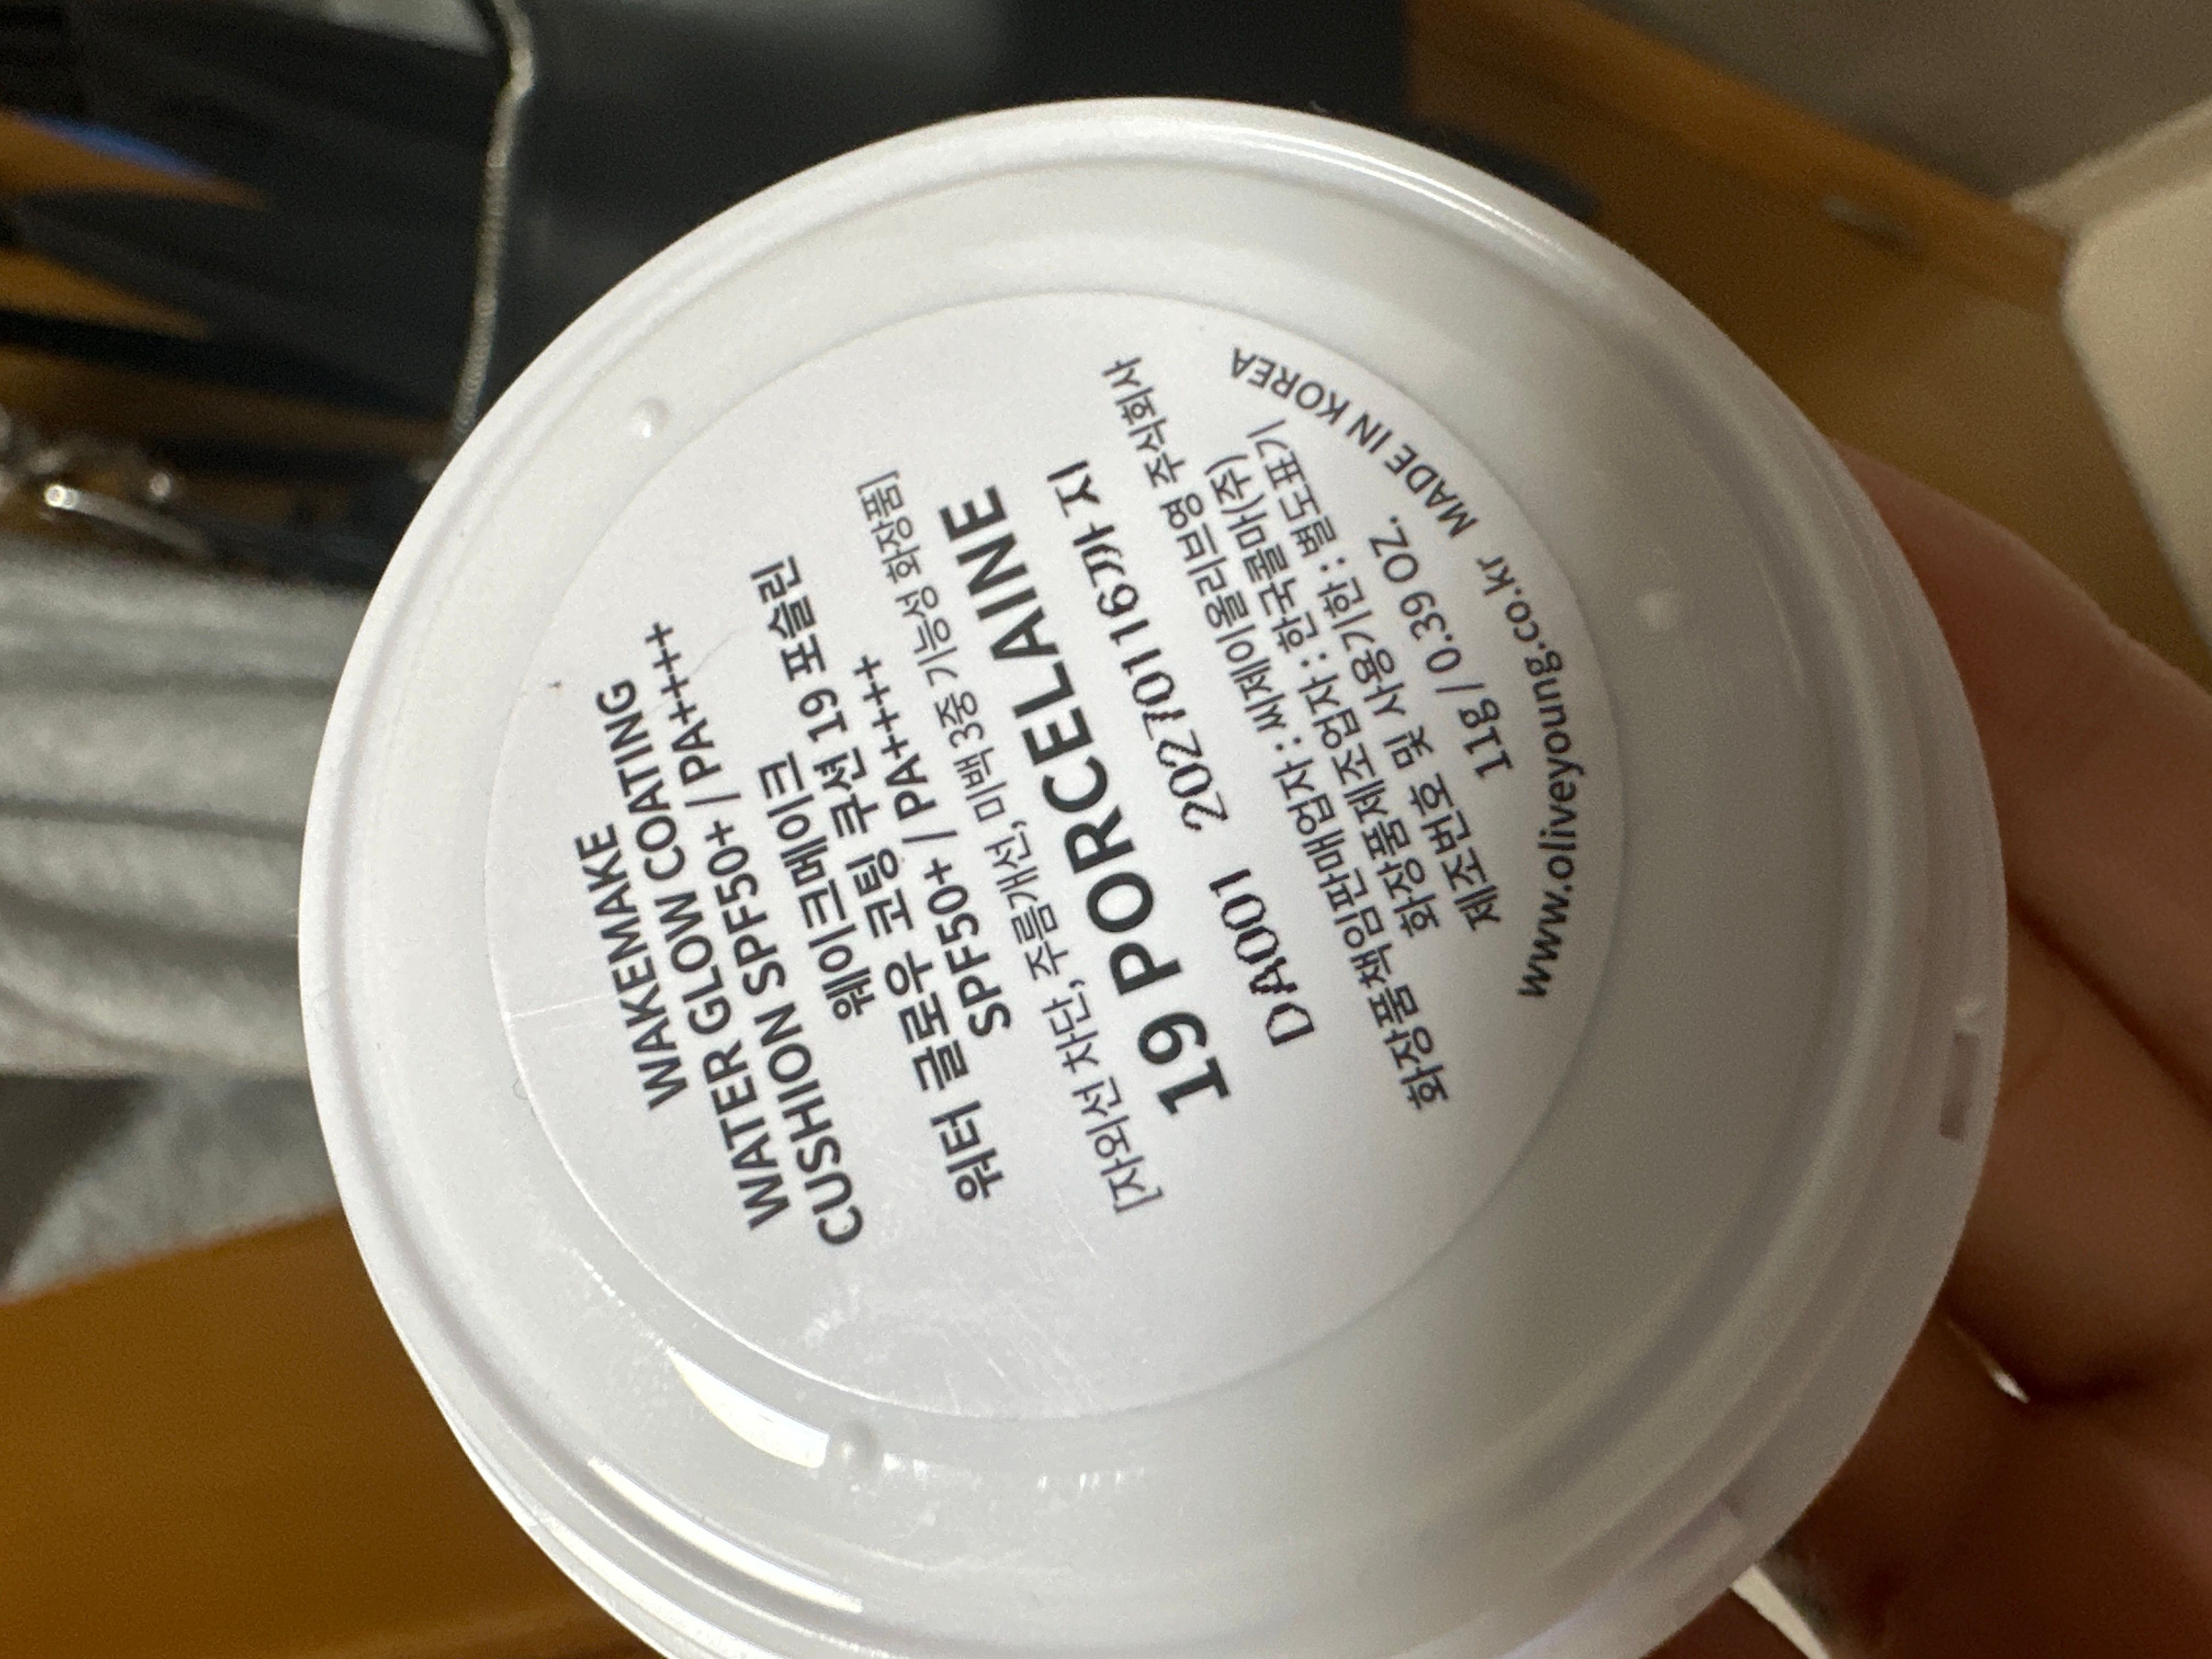 WAKEMAKE
WATER GLOW COATING
CUSHION SPF50+ / PA++++
웨이크메이크
워터 글로우 코팅 쿠션 19 포슬린
SPF50+ / PA++++
[자외선 차단, 주름개선, 미백 3중 기능성 화장품]
19 PORCELAINE
DA001 20270116까지
화장품책임판매업자 : 씨제이올리브영 주식회사
화장품제조업자 : 한국콜마(주)
제조번호 및 사용기한 : 별도표기
11g / 0.39 OZ.
www.oliveyoung.co.kr MADE IN KOREA